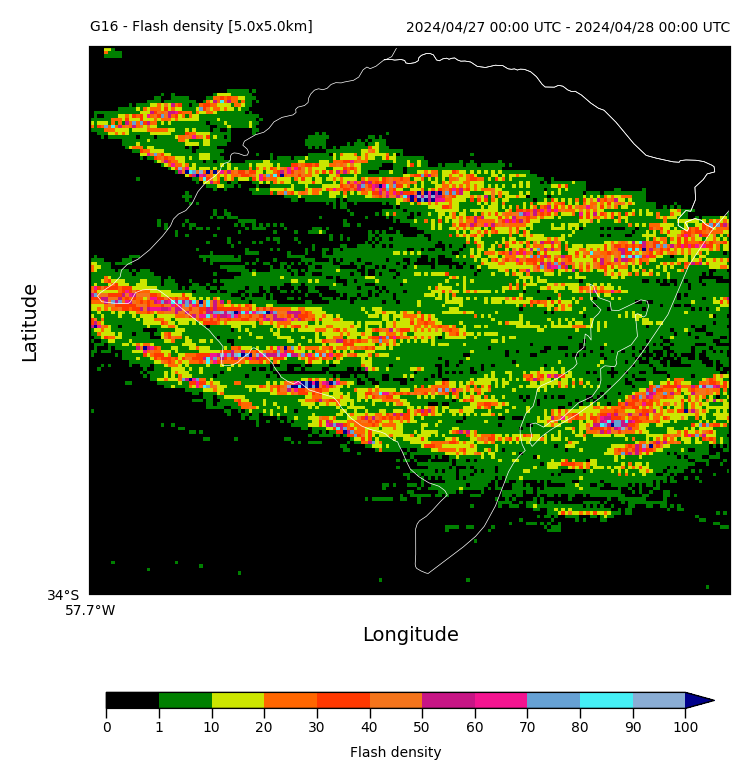 G16 - Flash density [5.0x5.0km] 2024/04/27 00:00 UTC - 2024/04/28 00:00 UTC
Latitude
34°S
57.7°W
Longitude
0 1 10 20 30 40 50 60 70 80 90 100
Flash density